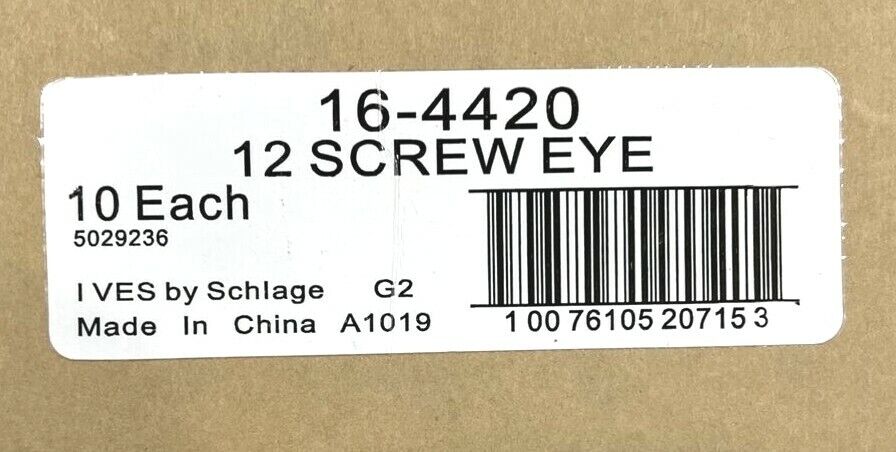 16-4420
12 SCREW EYE
10 Each
5029236
I VES by Schlage G2
Made In China A1019
1 00 76105 20715 3